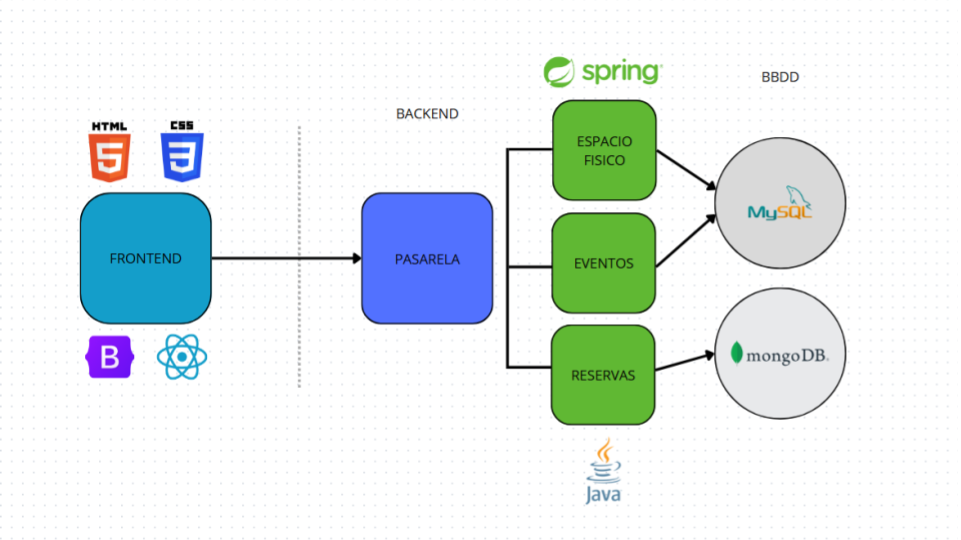 spring
BBDD
BACKEND
HTML
CSS
5
3
ESPACIO
FISICO
MySQL
FRONTEND
PASARELA
EVENTOS
B
mongoDB.
RESERVAS
Java